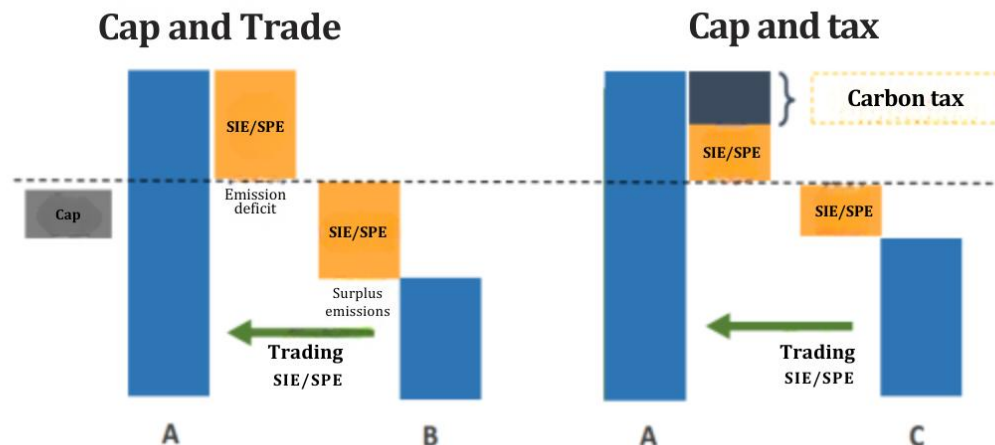 Cap and Trade
SIE/SPE
Cap
Emission
deficit
SIE/SPE
Surplus
emissions
Trading
SIE/SPE
A
B
Cap and tax
Carbon tax
SIE/SPE
SIE/SPE
Trading
SIE/SPE
A
C